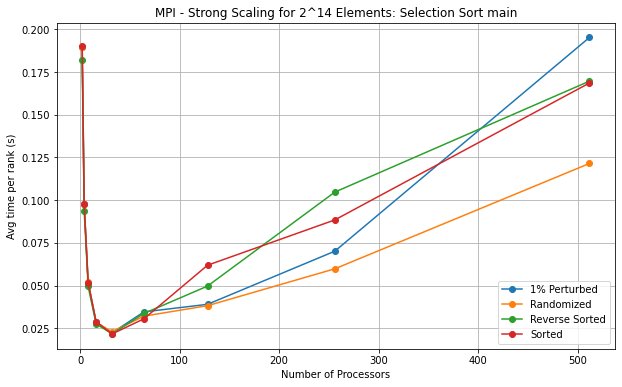 MPI - Strong Scaling for 2^14 Elements: Selection Sort main
0.200
0.175
0.150
0.125
0.100
0.075
0.050
0.025
Avg time per rank (s)
0
100
200
300
400
500
Number of Processors
1% Perturbed
Randomized
Reverse Sorted
Sorted